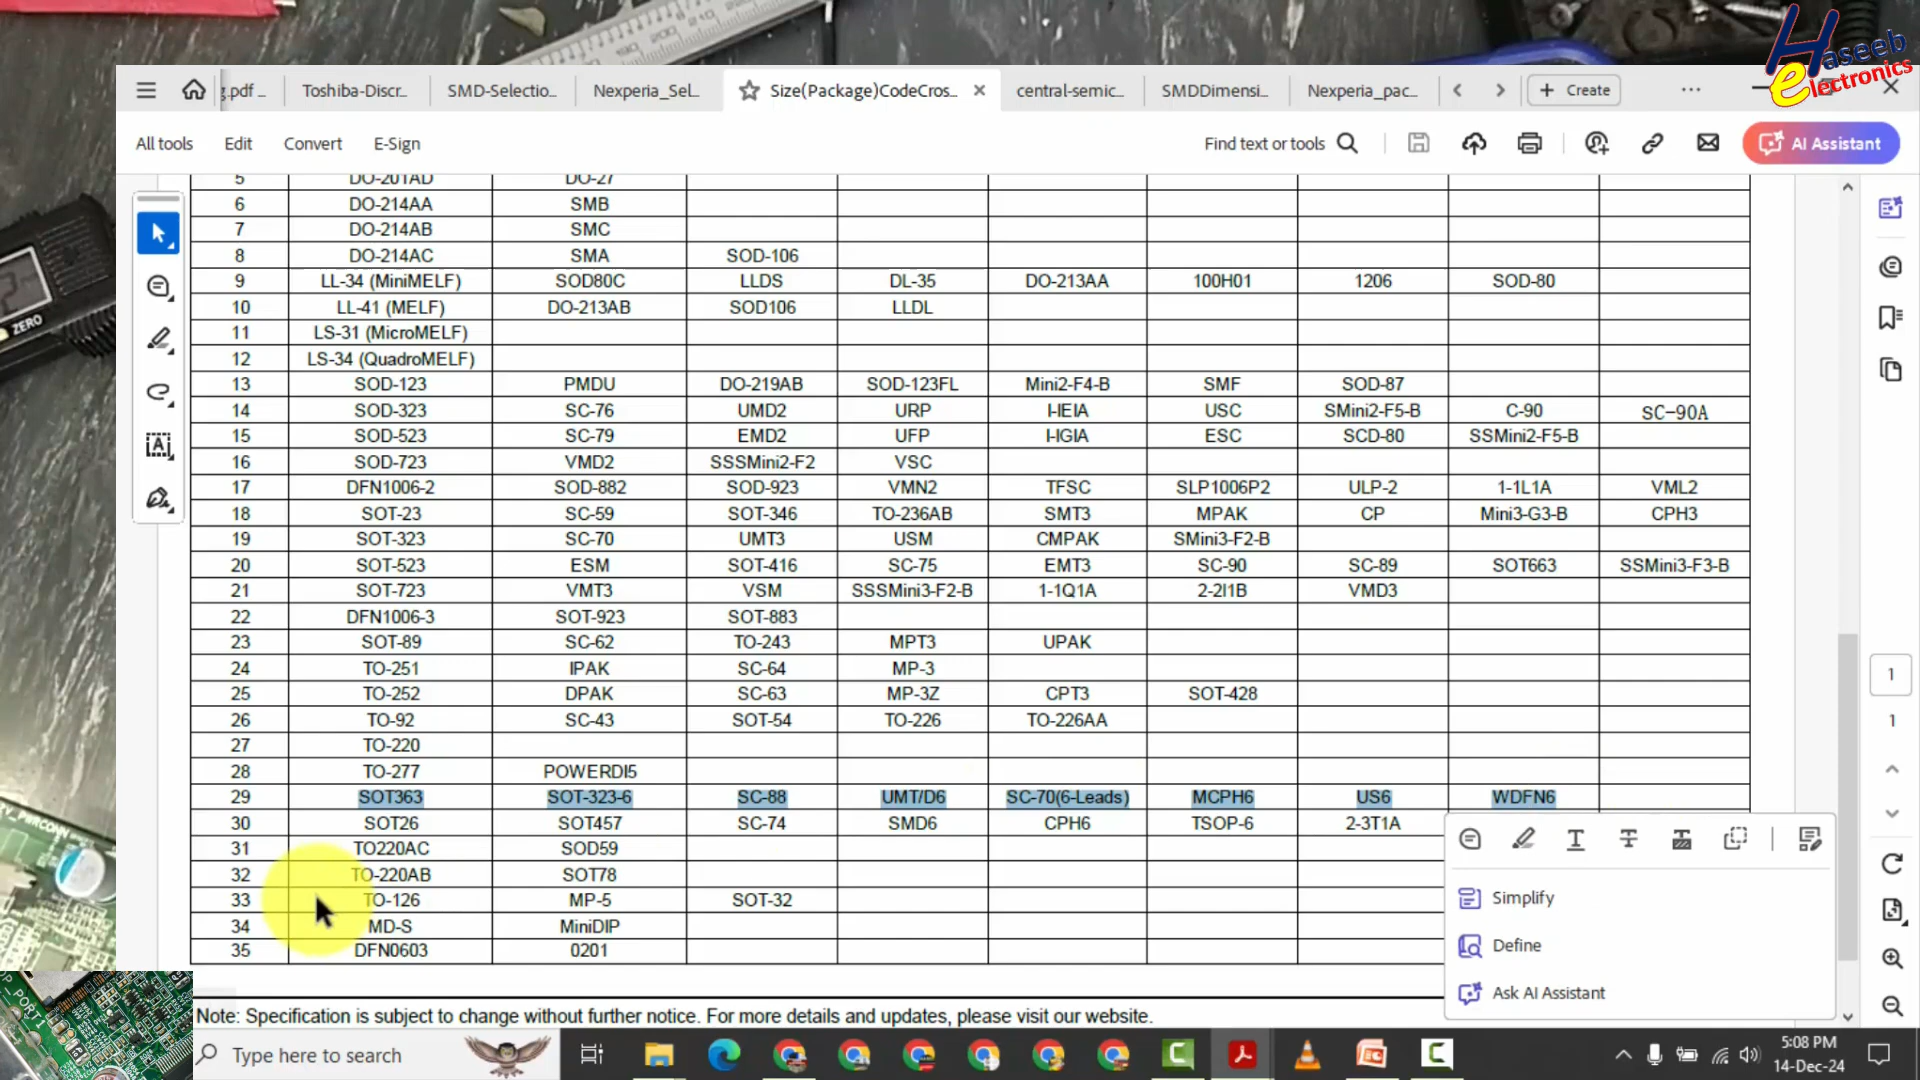 Haseeb
electronics
g.pdf ...
Toshiba-Discr...
SMD-Selectio...
Nexperia_Sel...
Size(Package)CodeCros...
central-semic...
SMDDimensi...
Nexperia_pac...
+ Create
All tools
Edit
Convert
E-Sign
Find text or tools
AI Assistant
5 DO-201AD DO-27
6 DO-214AA SMB
7 DO-214AB SMC
8 DO-214AC SMA SOD-106
9 LL-34 (MiniMELF) SOD80C LLDS DL-35 DO-213AA 100H01 1206 SOD-80
10 LL-41 (MELF) DO-213AB SOD106 LLDL
11 LS-31 (MicroMELF)
12 LS-34 (QuadroMELF)
13 SOD-123 PMDU DO-219AB SOD-123FL Mini2-F4-B SMF SOD-87
14 SOD-323 SC-76 UMD2 URP I-IEIA USC SMini2-F5-B C-90 SC-90A
15 SOD-523 SC-79 EMD2 UFP I-IGIA ESC SCD-80 SSMini2-F5-B
16 SOD-723 VMD2 SSSMini2-F2 VSC
17 DFN1006-2 SOD-882 SOD-923 VMN2 TFSC SLP1006P2 ULP-2 1-1L1A VML2
18 SOT-23 SC-59 SOT-346 TO-236AB SMT3 MPAK CP Mini3-G3-B CPH3
19 SOT-323 SC-70 UMT3 USM CMPAK SMini3-F2-B
20 SOT-523 ESM SOT-416 SC-75 EMT3 SC-90 SC-89 SOT663 SSMini3-F3-B
21 SOT-723 VMT3 VSM SSSMini3-F2-B 1-1Q1A 2-2I1B VMD3
22 DFN1006-3 SOT-923 SOT-883
23 SOT-89 SC-62 TO-243 MPT3 UPAK
24 TO-251 IPAK SC-64 MP-3
25 TO-252 DPAK SC-63 MP-3Z CPT3 SOT-428
26 TO-92 SC-43 SOT-54 TO-226 TO-226AA
27 TO-220
28 TO-277 POWERDI5
29 SOT363 SOT-323-6 SC-88 UMT/D6 SC-70(6-Leads) MCPH6 US6 WDFN6
30 SOT26 SOT457 SC-74 SMD6 CPH6 TSOP-6 2-3T1A
31 TO220AC SOD59
32 TO-220AB SOT78
33 TO-126 MP-5 SOT-32
34 MD-S MiniDIP
35 DFN0603 0201
Simplify
Define
Ask AI Assistant
1
1
Note: Specification is subject to change without further notice. For more details and updates, please visit our website.
Type here to search
5:08 PM
14-Dec-24
ZERO